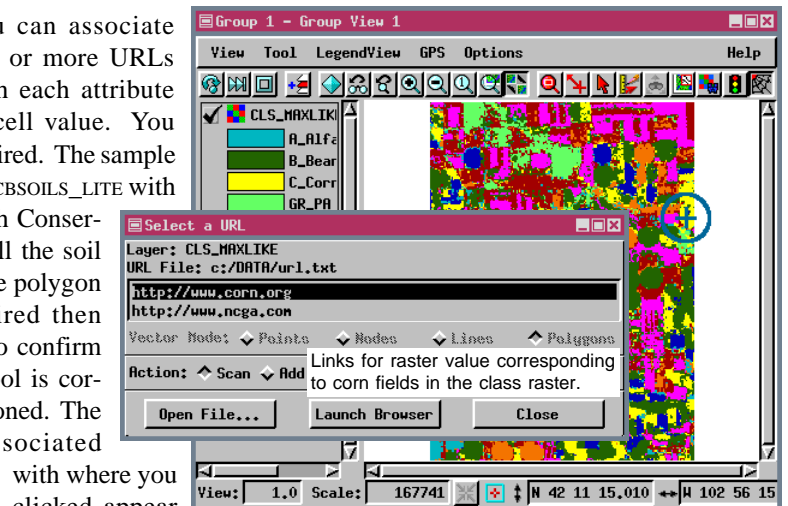 u can associate
or more URLs
n each attribute
cell value. You
ired. The sample
CBSOILS_LITE with
n Conser-
ll the soil
e polygon
ired then
o confirm
ol is cor-
oned. The
sociated
with where you
clicked appear
Group 1 - Group View 1
View Tool LegendView GPS Options Help
CLS_MAXLIK
A_Alfa
B_Bean
C_Corr
GR_PA
Select a URL
Layer: CLS_MAXLIKE
URL File: c:/DATA/url.txt
http://www.corn.org
http://www.ncga.com
Vector Mode: Points Nodes Lines Polygons
Action: Scan Add
Links for raster value corresponding
to corn fields in the class raster.
Open File... Launch Browser Close
View: 1.0 Scale: 167741 N 42 11 15.010 W 102 56 15